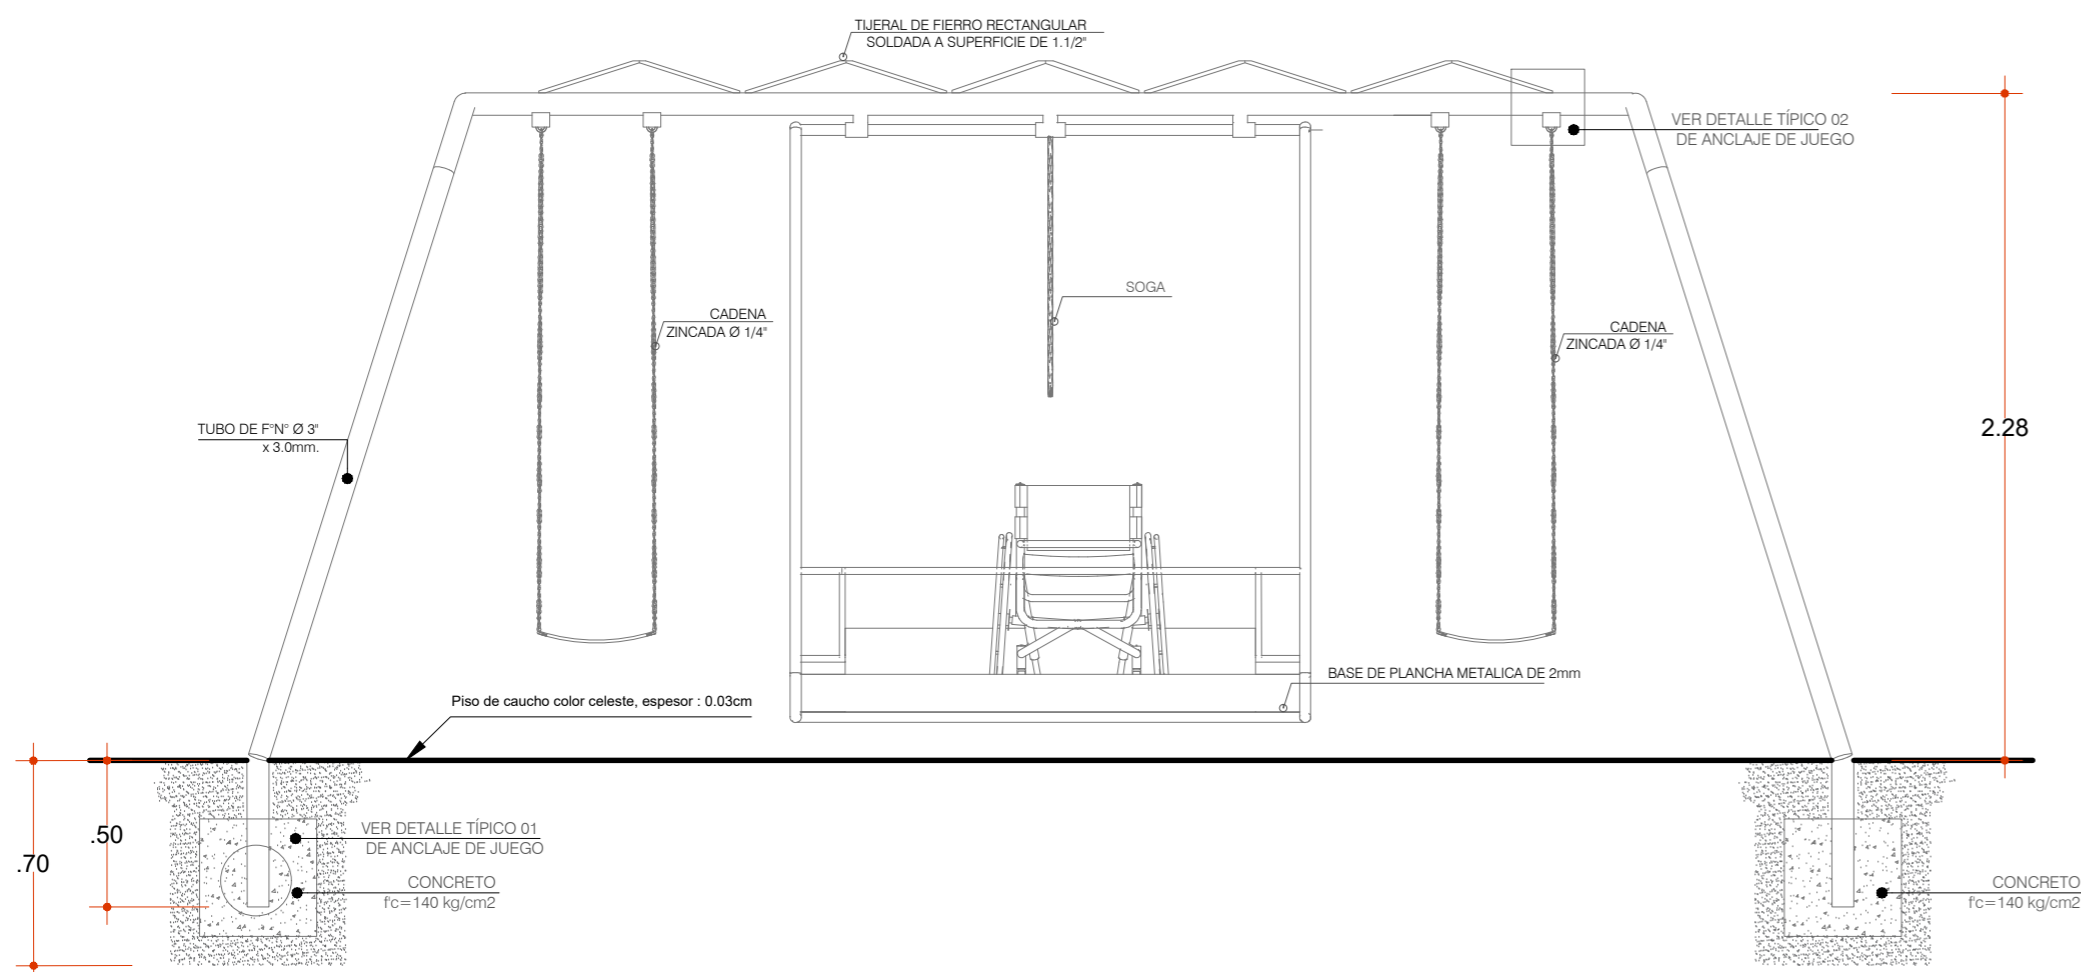 TIJERAL DE FIERRO RECTANGULAR
SOLDADA A SUPERFICIE DE 1.1/2"
VER DETALLE TÍPICO 02
DE ANCLAJE DE JUEGO
SOGA
CADENA
ZINCADA Ø 1/4"
CADENA
ZINCADA Ø 1/4"
TUBO DE F°N° Ø 3"
x 3.0mm.
2.28
BASE DE PLANCHA METALICA DE 2mm
Piso de caucho color celeste, espesor : 0.03cm
.50
.70
VER DETALLE TÍPICO 01
DE ANCLAJE DE JUEGO
CONCRETO
f'c=140 kg/cm2
CONCRETO
f'c=140 kg/cm2